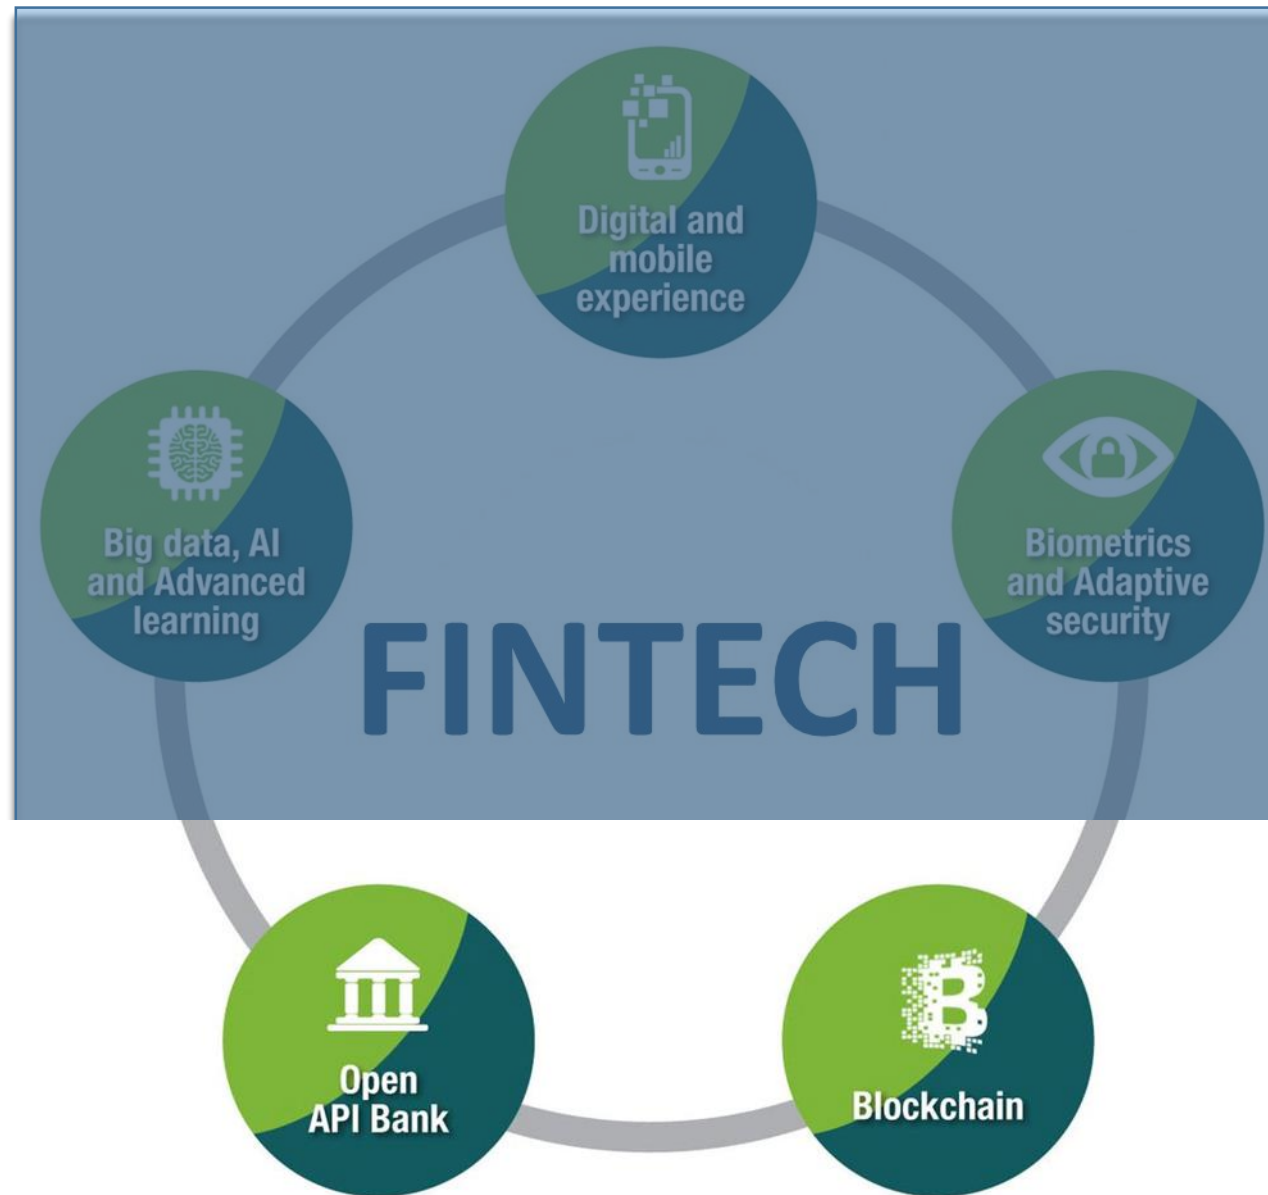 Digital and
mobile
experience
Big data, AI
and Advanced
learning
Biometrics
and Adaptive
security
FINTECH
Open
API Bank
Blockchain